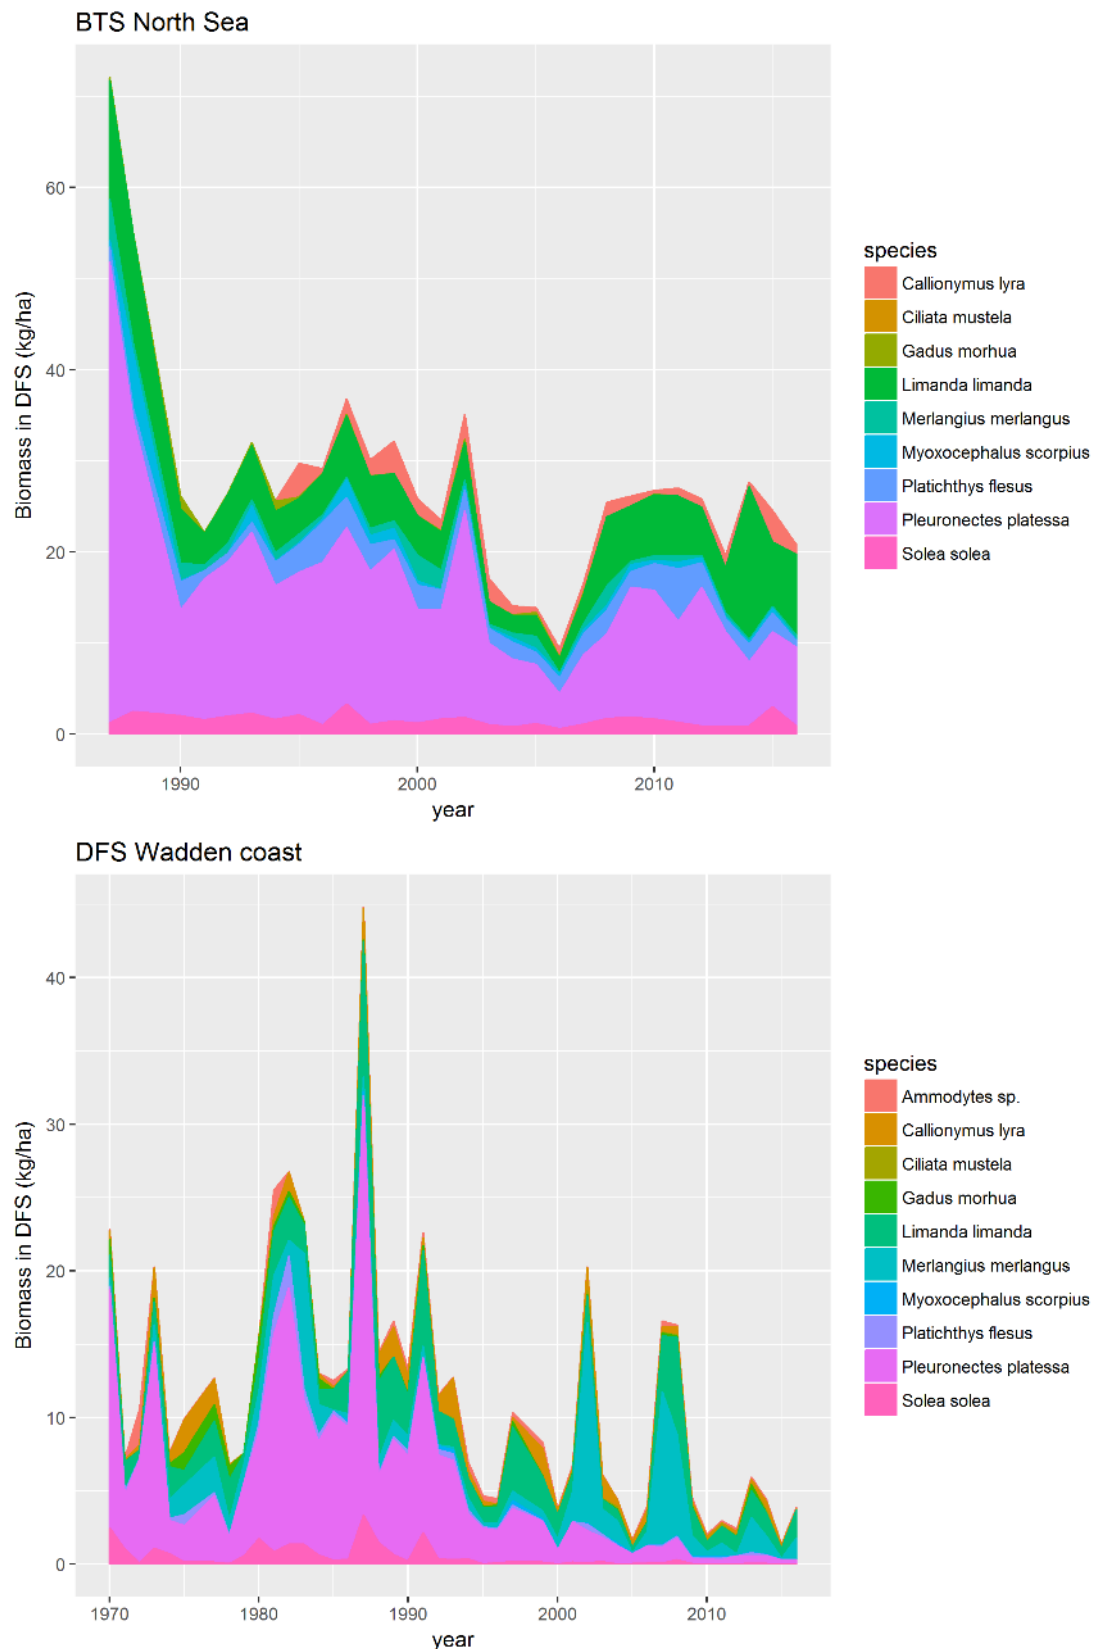 BTS North Sea
Biomass in DFS (kg/ha)
60
40
20
0
1990
2000
2010
year
species
Callionymus lyra
Ciliata mustela
Gadus morhua
Limanda limanda
Merlangius merlangus
Myoxocephalus scorpius
Platichthys flesus
Pleuronectes platessa
Solea solea
DFS Wadden coast
Biomass in DFS (kg/ha)
40
30
20
10
0
1970
1980
1990
2000
2010
year
species
Ammodytes sp.
Callionymus lyra
Ciliata mustela
Gadus morhua
Limanda limanda
Merlangius merlangus
Myoxocephalus scorpius
Platichthys flesus
Pleuronectes platessa
Solea solea